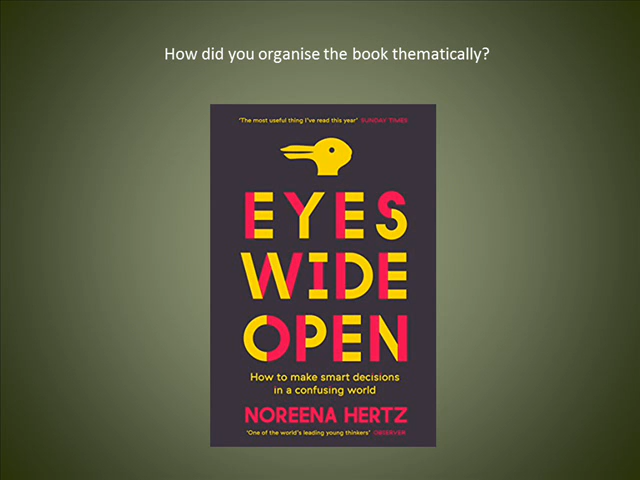 How did you organise the book thematically?
'The most useful thing I've read this year' SUNDAY TIMES
EYES
WIDE
OPEN
How to make smart decisions
in a confusing world
NOREENA HERTZ
"One of the world's leading young thinkers" OBSERVER